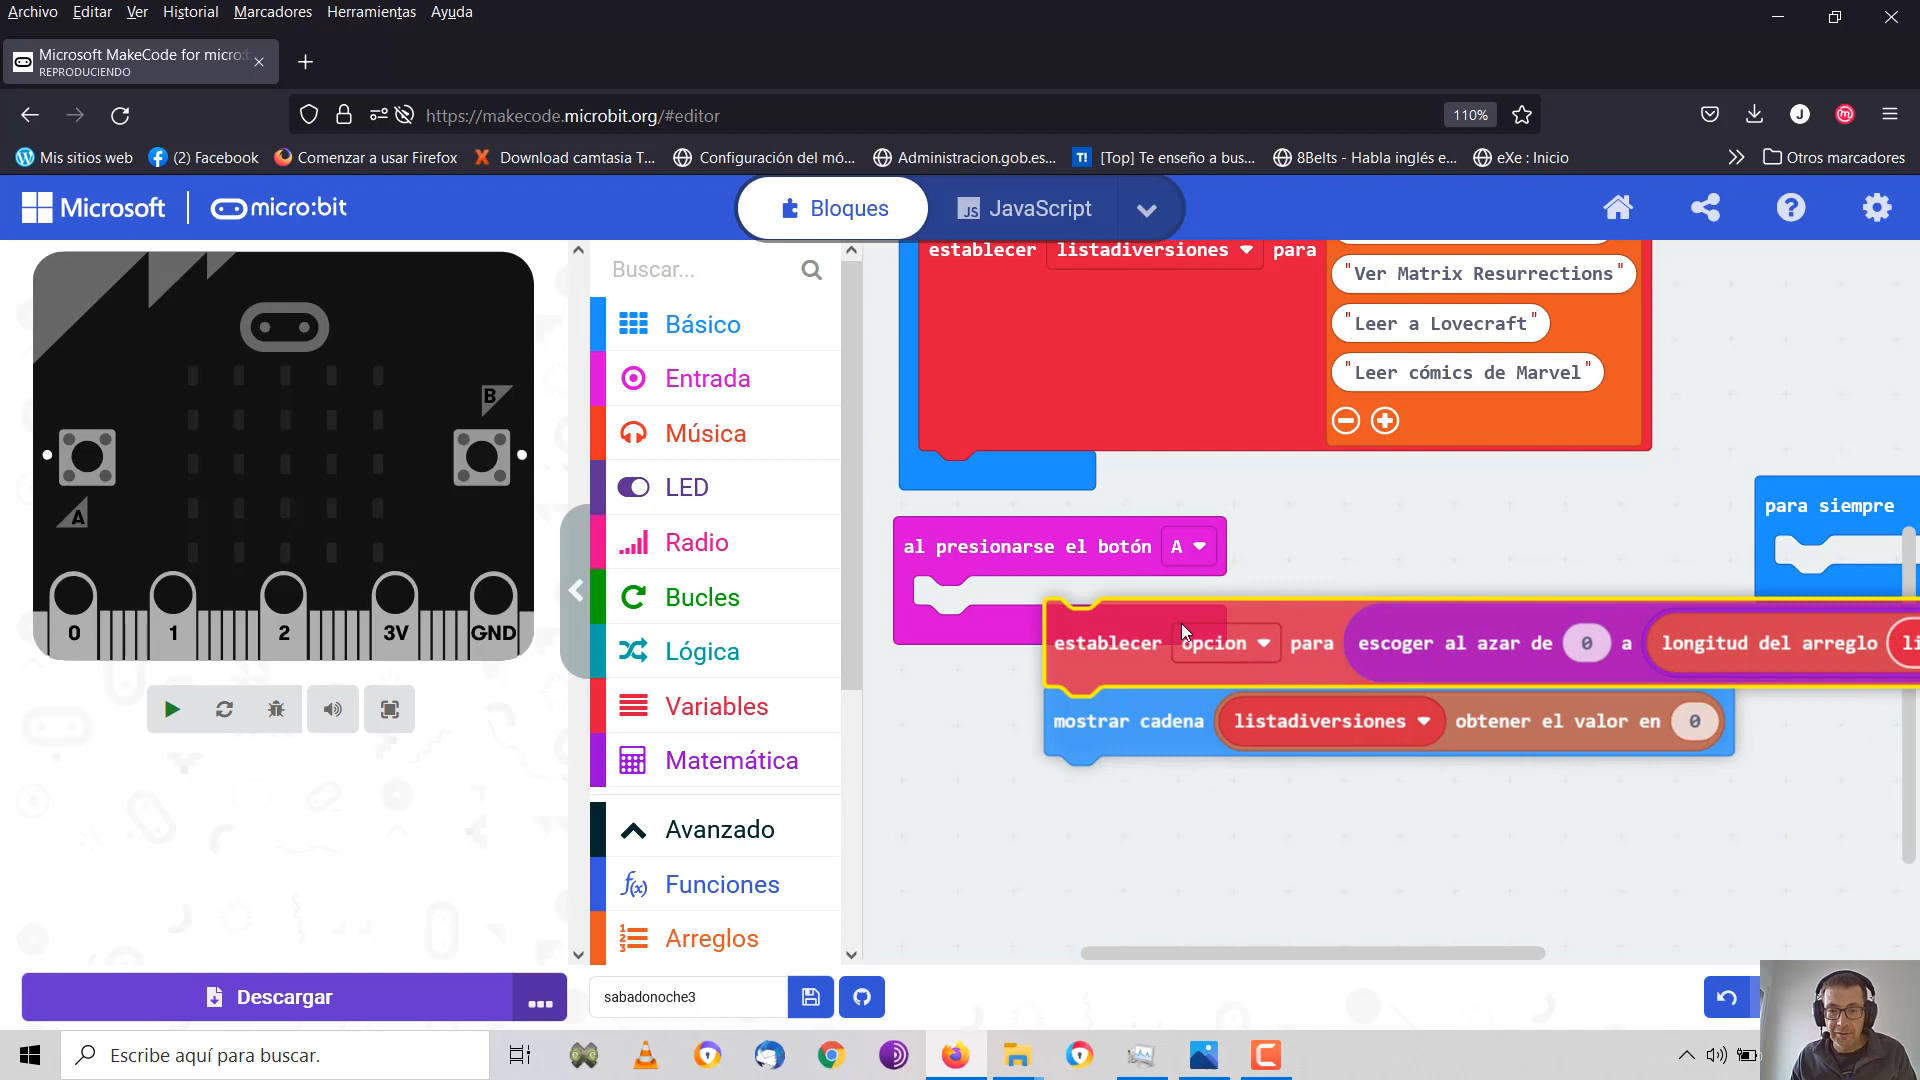 Archivo Editar Ver Historial Marcadores Herramientas Ayuda
Microsoft MakeCode for micro:b
REPRODUCIENDO
https://makecode.microbit.org/#editor
110%
J
Mis sitios web
(2) Facebook
Comenzar a usar Firefox
Download camtasia T...
Configuración del mó...
Administracion.gob.es...
T!
[Top] Te enseño a bus...
8Belts - Habla inglés e...
eXe : Inicio
Otros marcadores
Microsoft
micro:bit
Bloques
JS JavaScript
B
A
0 1 2 3V GND
Buscar...
Básico
Entrada
Música
LED
Radio
Bucles
Lógica
Variables
Matemática
Avanzado
f(x) Funciones
Arreglos
establecer listadiversiones para
"Ver Matrix Resurrections"
"Leer a Lovecraft"
"Leer cómics de Marvel"
al presionarse el botón A
para siempre
establecer opcion para escoger al azar de 0 a longitud del arreglo li
mostrar cadena listadiversiones obtener el valor en 0
Descargar ...
sabadonoche3
Escribe aquí para buscar.